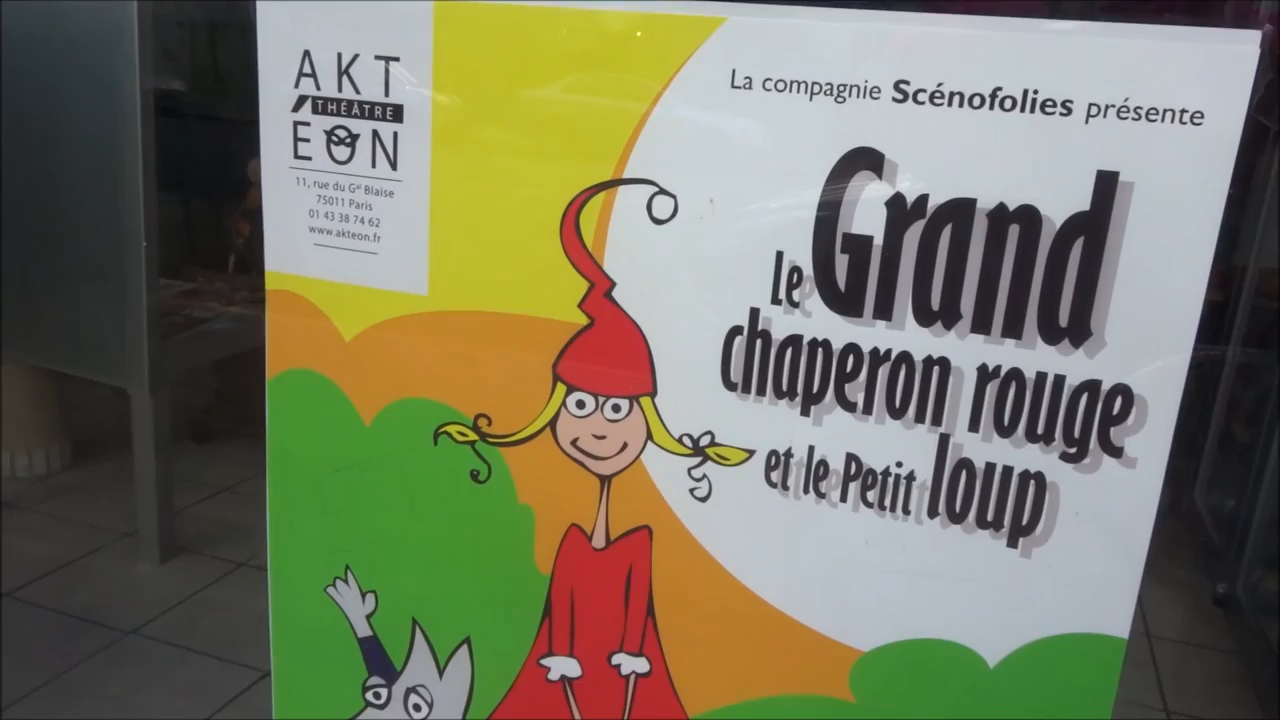 AKT
THÉÂTRE
ÉON
11, rue du Gal Blaise
75011 Paris
01 43 38 74 62
www.akteon.fr
La compagnie Scénofolies présente
Le Grand
chaperon rouge
et le Petit loup